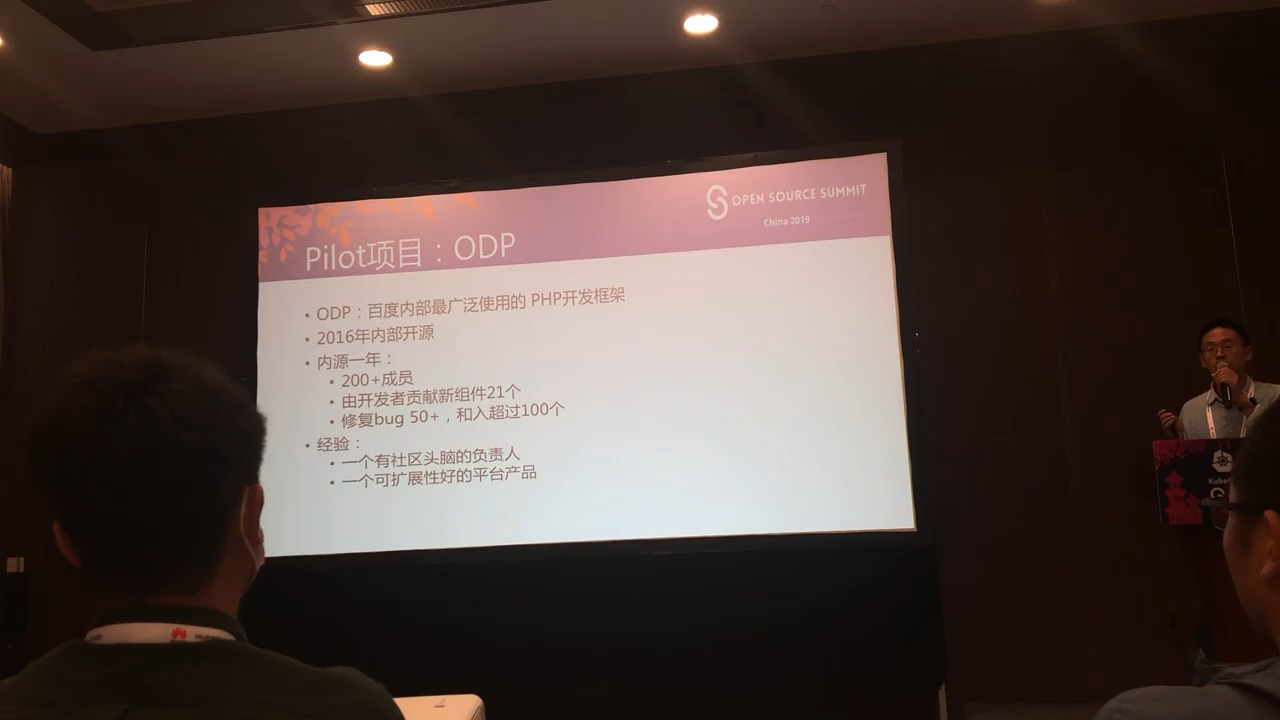 OPEN SOURCE SUMMIT
China 2019
Pilot项目：ODP
• ODP：百度内部最广泛使用的 PHP开发框架
• 2016年内部开源
• 内源一年：
• 200+成员
• 由开发者贡献新组件21个
• 修复bug 50+，和入超过100个
• 经验：
• 一个有社区头脑的负责人
• 一个可扩展性好的平台产品